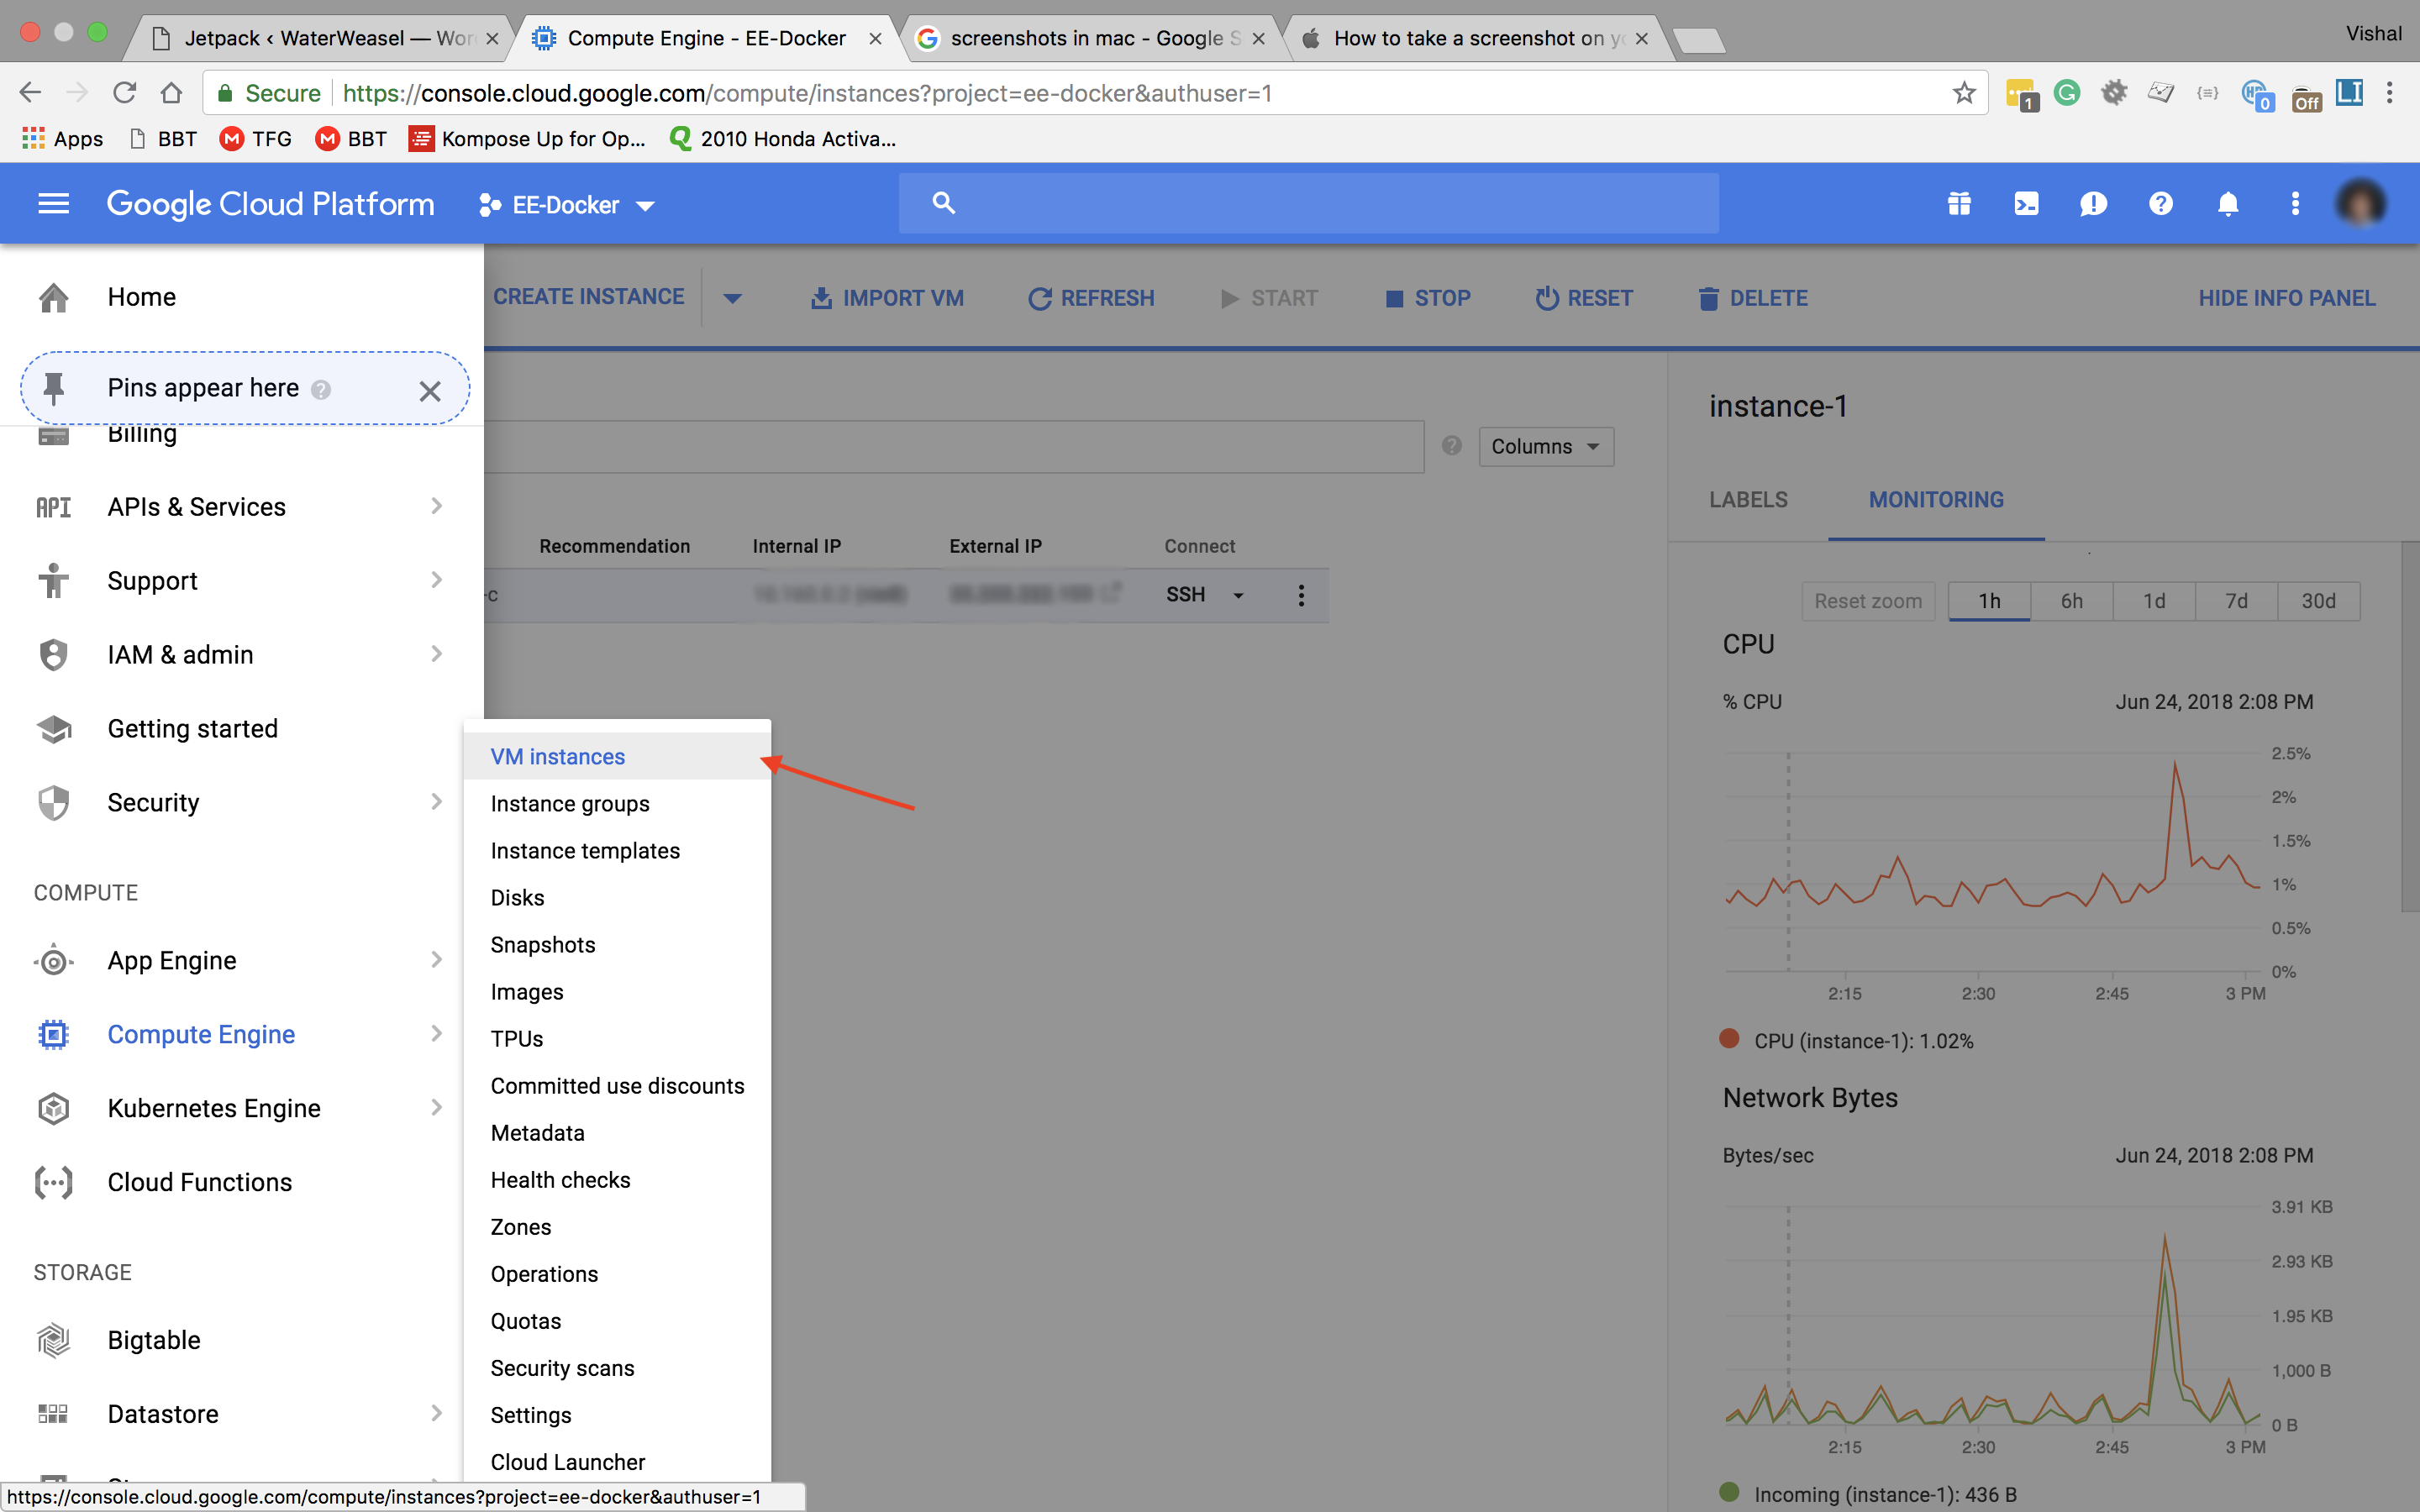 Jetpack ‹ WaterWeasel — Wor
Compute Engine - EE-Docker
screenshots in mac - Google S
How to take a screenshot on yo
Vishal
Secure
https://console.cloud.google.com/compute/instances?project=ee-docker&authuser=1
1
0
Off
LI
Apps
BBT
TFG
BBT
Kompose Up for Op...
2010 Honda Activa...
Google Cloud Platform
EE-Docker
Home
CREATE INSTANCE
IMPORT VM
REFRESH
START
STOP
RESET
DELETE
HIDE INFO PANEL
Pins appear here
Billing
API APIs & Services
Support
IAM & admin
Getting started
Security
COMPUTE
App Engine
Compute Engine
Kubernetes Engine
Cloud Functions
STORAGE
Bigtable
Datastore
VM instances
Instance groups
Instance templates
Disks
Snapshots
Images
TPUs
Committed use discounts
Metadata
Health checks
Zones
Operations
Quotas
Security scans
Settings
Cloud Launcher
Columns
Recommendation
Internal IP
External IP
Connect
-c
SSH
instance-1
LABELS
MONITORING
Reset zoom
1h
6h
1d
7d
30d
CPU
% CPU
Jun 24, 2018 2:08 PM
2.5%
2%
1.5%
1%
0.5%
0%
2:15
2:30
2:45
3 PM
CPU (instance-1): 1.02%
Network Bytes
Bytes/sec
Jun 24, 2018 2:08 PM
3.91 KB
2.93 KB
1.95 KB
1,000 B
0 B
2:15
2:30
2:45
3 PM
Incoming (instance-1): 436 B
https://console.cloud.google.com/compute/instances?project=ee-docker&authuser=1